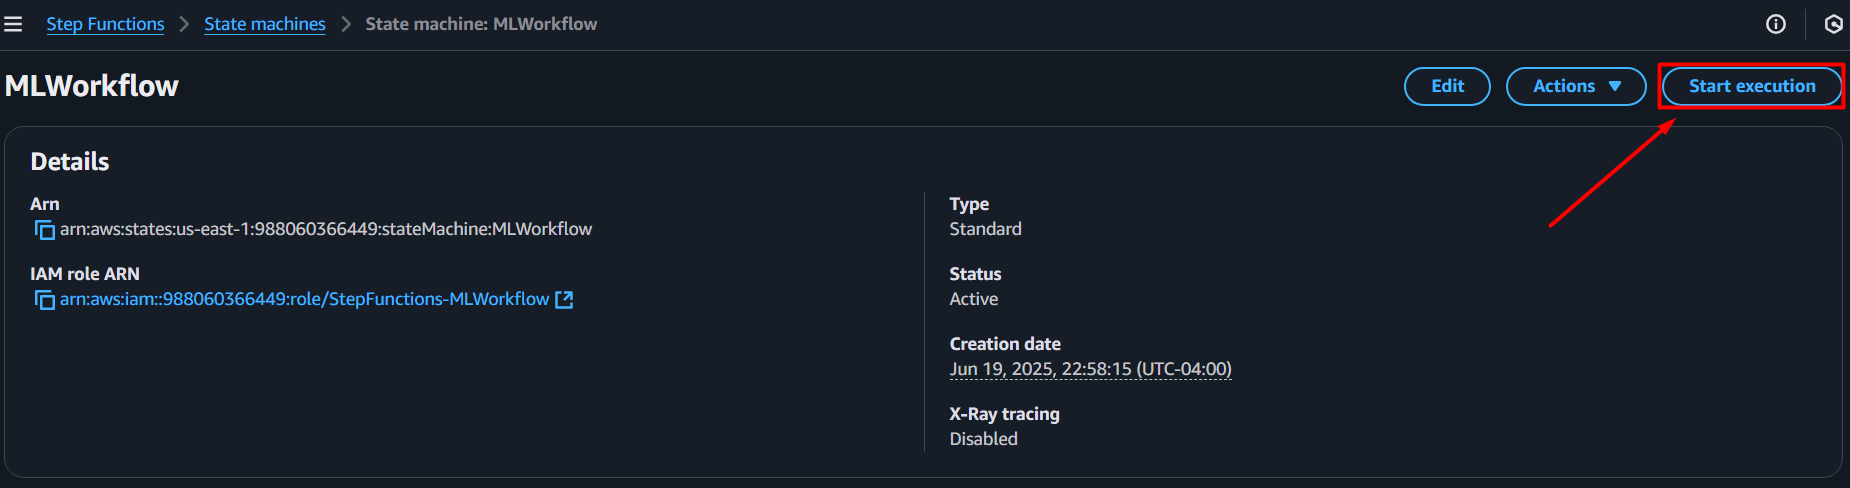 Step Functions > State machines > State machine: MLWorkflow
MLWorkflow
Edit
Actions
Start execution
Details
Arn
arn:aws:states:us-east-1:988060366449:stateMachine:MLWorkflow
IAM role ARN
arn:aws:iam::988060366449:role/StepFunctions-MLWorkflow
Type
Standard
Status
Active
Creation date
Jun 19, 2025, 22:58:15 (UTC-04:00)
X-Ray tracing
Disabled